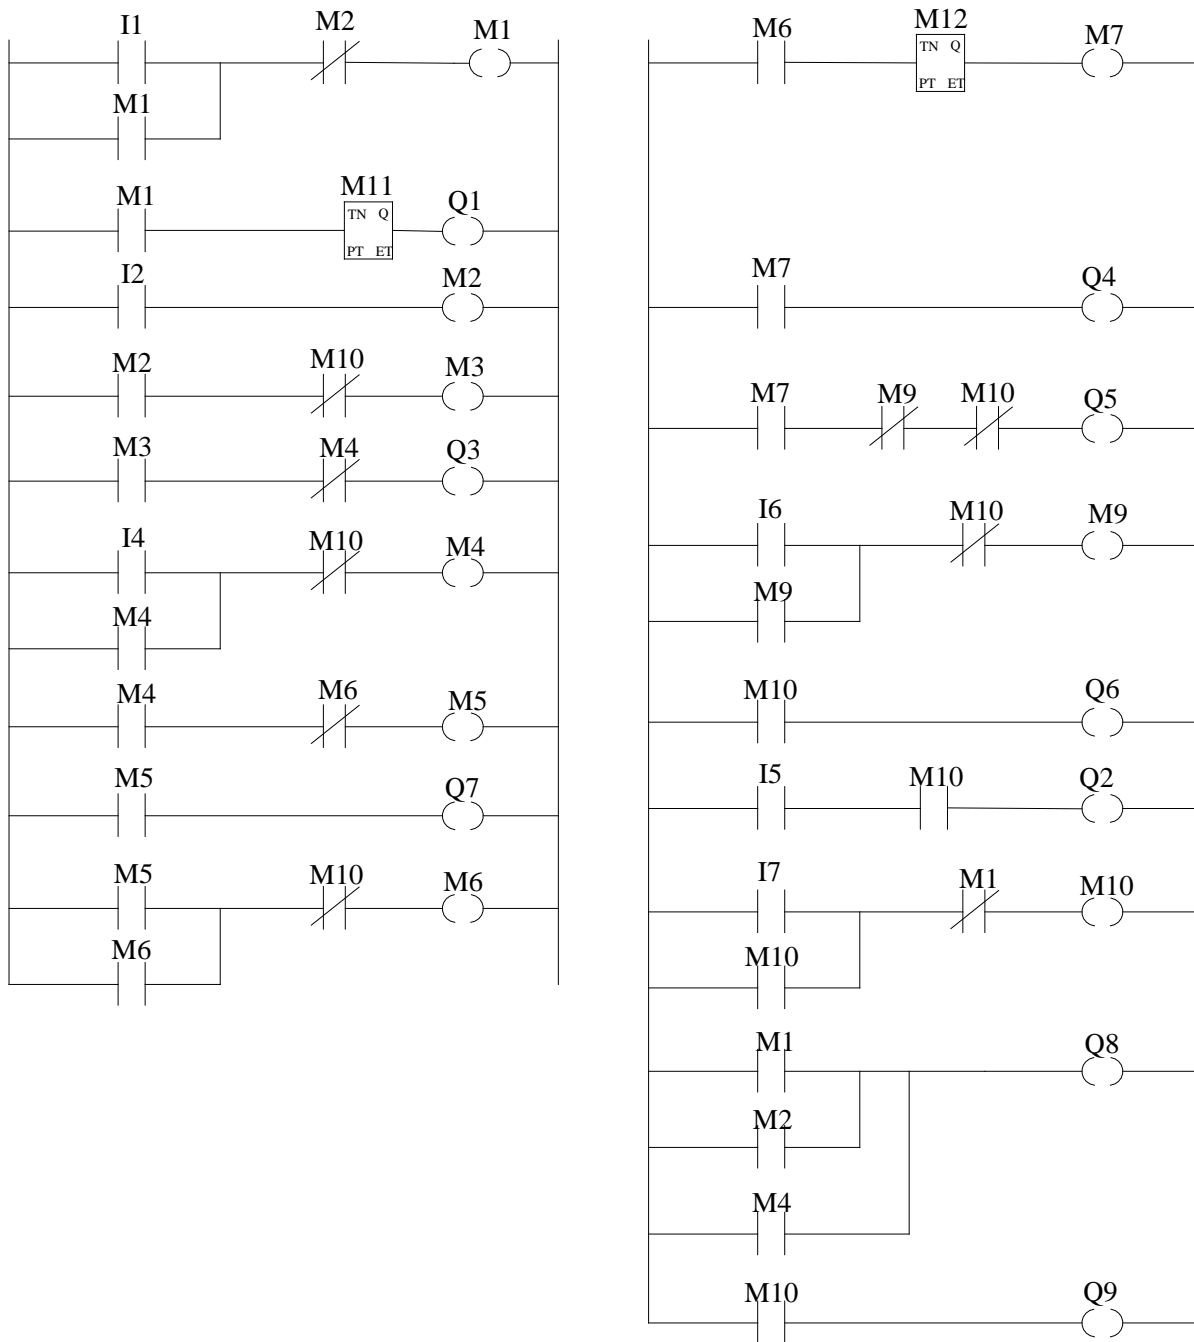 I1 M2 M1
M1
M1 M11 Q1
TN Q
PT ET
I2 M2
M2 M10 M3
M3 M4 Q3
I4 M10 M4
M4
M4 M6 M5
M5 Q7
M5 M10 M6
M6
M6 M12 M7
TN Q
PT ET
M7 Q4
M7 M9 M10 Q5
I6 M10 M9
M9
M10 Q6
I5 M10 Q2
I7 M1 M10
M10
M1 Q8
M2
M4
M10 Q9